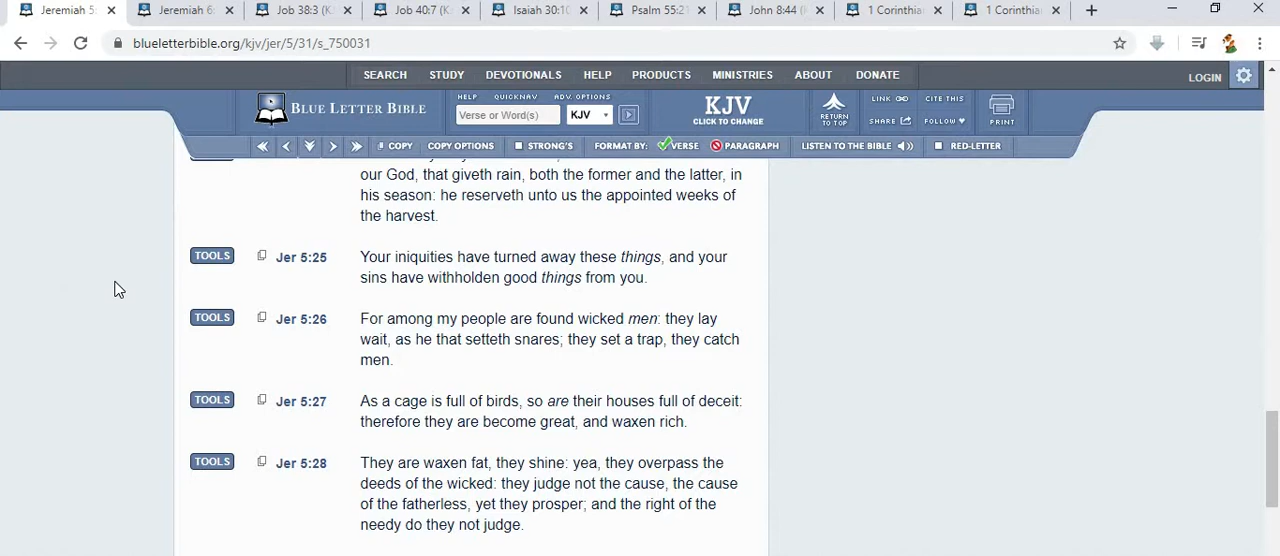 Jeremiah 5:
Jeremiah 6:
Job 38:3 (K
Job 40:7 (K
Isaiah 30:10
Psalm 55:21
John 8:44 (K
1 Corinthia
1 Corinthia
blueletterbible.org/kjv/jer/5/31/s_750031
SEARCH STUDY DEVOTIONALS HELP PRODUCTS MINISTRIES ABOUT DONATE
LOGIN
BLUE LETTER BIBLE
HELP QUICKNAV ADV. OPTIONS
Verse or Word(s) KJV
KJV
CLICK TO CHANGE
RETURN
TO TOP
LINK CITE THIS
SHARE FOLLOW
PRINT
COPY COPY OPTIONS STRONG'S FORMAT BY: VERSE PARAGRAPH LISTEN TO THE BIBLE RED-LETTER
our God, that giveth rain, both the former and the latter, in
his season: he reserveth unto us the appointed weeks of
the harvest.
TOOLS Jer 5:25 Your iniquities have turned away these things, and your
sins have withholden good things from you.
TOOLS Jer 5:26 For among my people are found wicked men: they lay
wait, as he that setteth snares; they set a trap, they catch
men.
TOOLS Jer 5:27 As a cage is full of birds, so are their houses full of deceit:
therefore they are become great, and waxen rich.
TOOLS Jer 5:28 They are waxen fat, they shine: yea, they overpass the
deeds of the wicked: they judge not the cause, the cause
of the fatherless, yet they prosper; and the right of the
needy do they not judge.